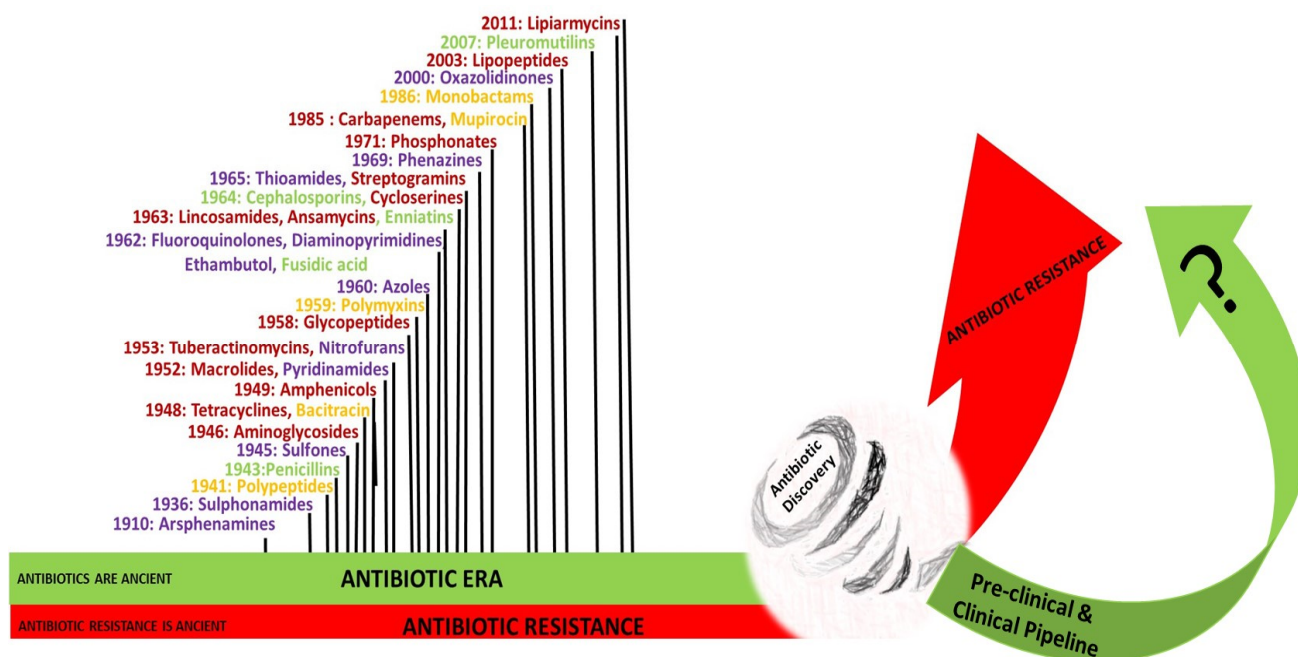 2011: Lipiarmycins
2007: Pleuromutilins
2003: Lipopeptides
2000: Oxazolidinones
1986: Monobactams
1985 : Carbapenems, Mupirocin
1971: Phosphonates
1969: Phenazines
1965: Thioamides, Streptogramins
1964: Cephalosporins, Cycloserines
1963: Lincosamides, Ansamycins, Enniatins
1962: Fluoroquinolones, Diaminopyrimidines,
Ethambutol, Fusidic acid
1960: Azoles
1959: Polymyxins
1958: Glycopeptides
1953: Tuberactinomycins, Nitrofurans
1952: Macrolides, Pyridinamides
1949: Amphenicols
1948: Tetracyclines, Bacitracin
1946: Aminoglycosides
1945: Sulfones
1943:Penicillins
1941: Polypeptides
1936: Sulphonamides
1910: Arsphenamines
ANTIBIOTICS ARE ANCIENT
ANTIBIOTIC ERA
ANTIBIOTIC RESISTANCE IS ANCIENT
ANTIBIOTIC RESISTANCE
Antibiotic
Discovery
ANTIBIOTIC RESISTANCE
?
Pre-clinical &
Clinical Pipeline